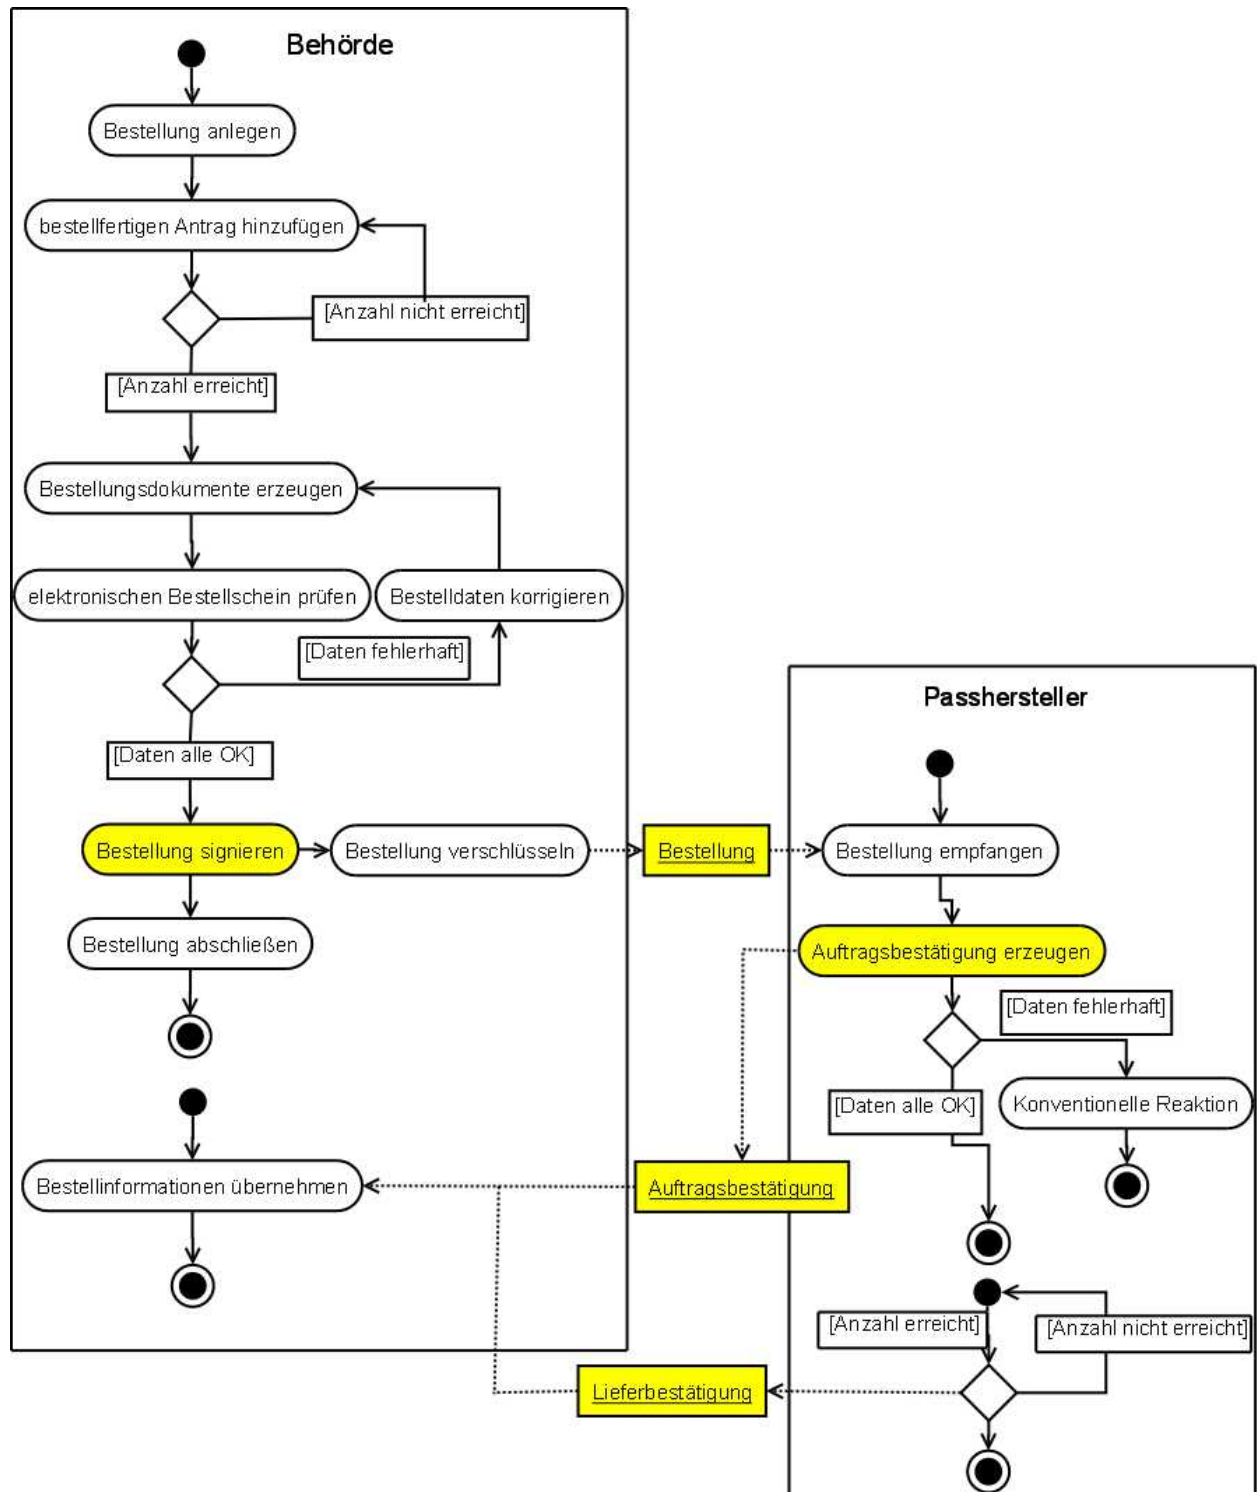 Behörde
Bestellung anlegen
bestellfertigen Antrag hinzufügen
[Anzahl nicht erreicht]
[Anzahl erreicht]
Bestellungsdokumente erzeugen
elektronischen Bestellschein prüfen
Bestelldaten korrigieren
[Daten fehlerhaft]
[Daten alle OK]
Bestellung signieren
Bestellung verschlüseln
Bestellung
Bestellung abschließen
Bestellinformationen übernehmen
Passhersteller
Bestellung empfangen
Auftragsbestätigung erzeugen
[Daten fehlerhaft]
[Daten alle OK]
Konventionelle Reaktion
Auftragsbestätigung
[Anzahl erreicht]
[Anzahl nicht erreicht]
Lieferbestätigung